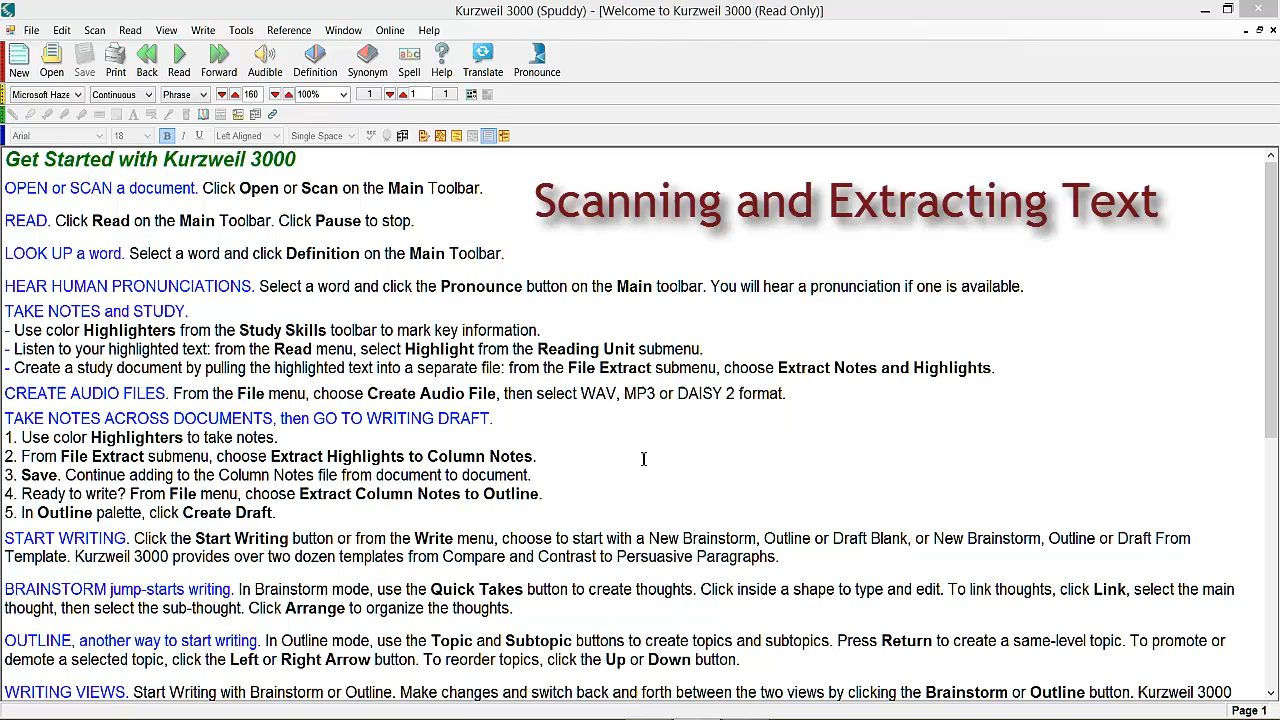 Kurzweil 3000 (Spuddy) - [Welcome to Kurzweil 3000 (Read Only)]
File Edit Scan Read View Write Tools Reference Window Online Help
New Open Save Print Back Read Forward Audible Definition Synonym Spell Help Translate Pronounce
Microsoft Haze Continuous Phrase 160 100% 1 1 1
Arial 18 B I U Left Aligned Single Space
Get Started with Kurzweil 3000
Scanning and Extracting Text
OPEN or SCAN a document. Click Open or Scan on the Main Toolbar.
READ. Click Read on the Main Toolbar. Click Pause to stop.
LOOK UP a word. Select a word and click Definition on the Main Toolbar.
HEAR HUMAN PRONUNCIATIONS. Select a word and click the Pronounce button on the Main toolbar. You will hear a pronunciation if one is available.
TAKE NOTES and STUDY.
- Use color Highlighters from the Study Skills toolbar to mark key information.
- Listen to your highlighted text: from the Read menu, select Highlight from the Reading Unit submenu.
- Create a study document by pulling the highlighted text into a separate file: from the File Extract submenu, choose Extract Notes and Highlights.
CREATE AUDIO FILES. From the File menu, choose Create Audio File, then select WAV, MP3 or DAISY 2 format.
TAKE NOTES ACROSS DOCUMENTS, then GO TO WRITING DRAFT.
1. Use color Highlighters to take notes.
2. From File Extract submenu, choose Extract Highlights to Column Notes.
3. Save. Continue adding to the Column Notes file from document to document.
4. Ready to write? From File menu, choose Extract Column Notes to Outline.
5. In Outline palette, click Create Draft.
START WRITING. Click the Start Writing button or from the Write menu, choose to start with a New Brainstorm, Outline or Draft Blank, or New Brainstorm, Outline or Draft From
Template. Kurzweil 3000 provides over two dozen templates from Compare and Contrast to Persuasive Paragraphs.
BRAINSTORM jump-starts writing. In Brainstorm mode, use the Quick Takes button to create thoughts. Click inside a shape to type and edit. To link thoughts, click Link, select the main
thought, then select the sub-thought. Click Arrange to organize the thoughts.
OUTLINE, another way to start writing. In Outline mode, use the Topic and Subtopic buttons to create topics and subtopics. Press Return to create a same-level topic. To promote or
demote a selected topic, click the Left or Right Arrow button. To reorder topics, click the Up or Down button.
WRITING VIEWS. Start Writing with Brainstorm or Outline. Make changes and switch back and forth between the two views by clicking the Brainstorm or Outline button. Kurzweil 3000
Page 1